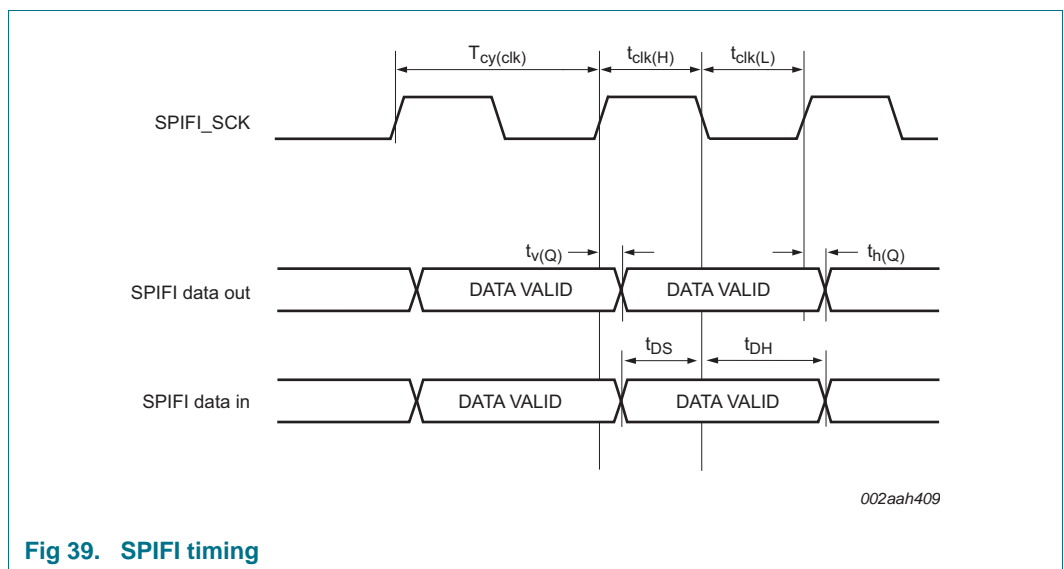 Tcy(clk) tclk(H) tclk(L)
SPIFI_SCK
tv(Q) th(Q)
SPIFI data out DATA VALID DATA VALID
tDS tDH
SPIFI data in DATA VALID DATA VALID
002aah409
Fig 39. SPIFI timing